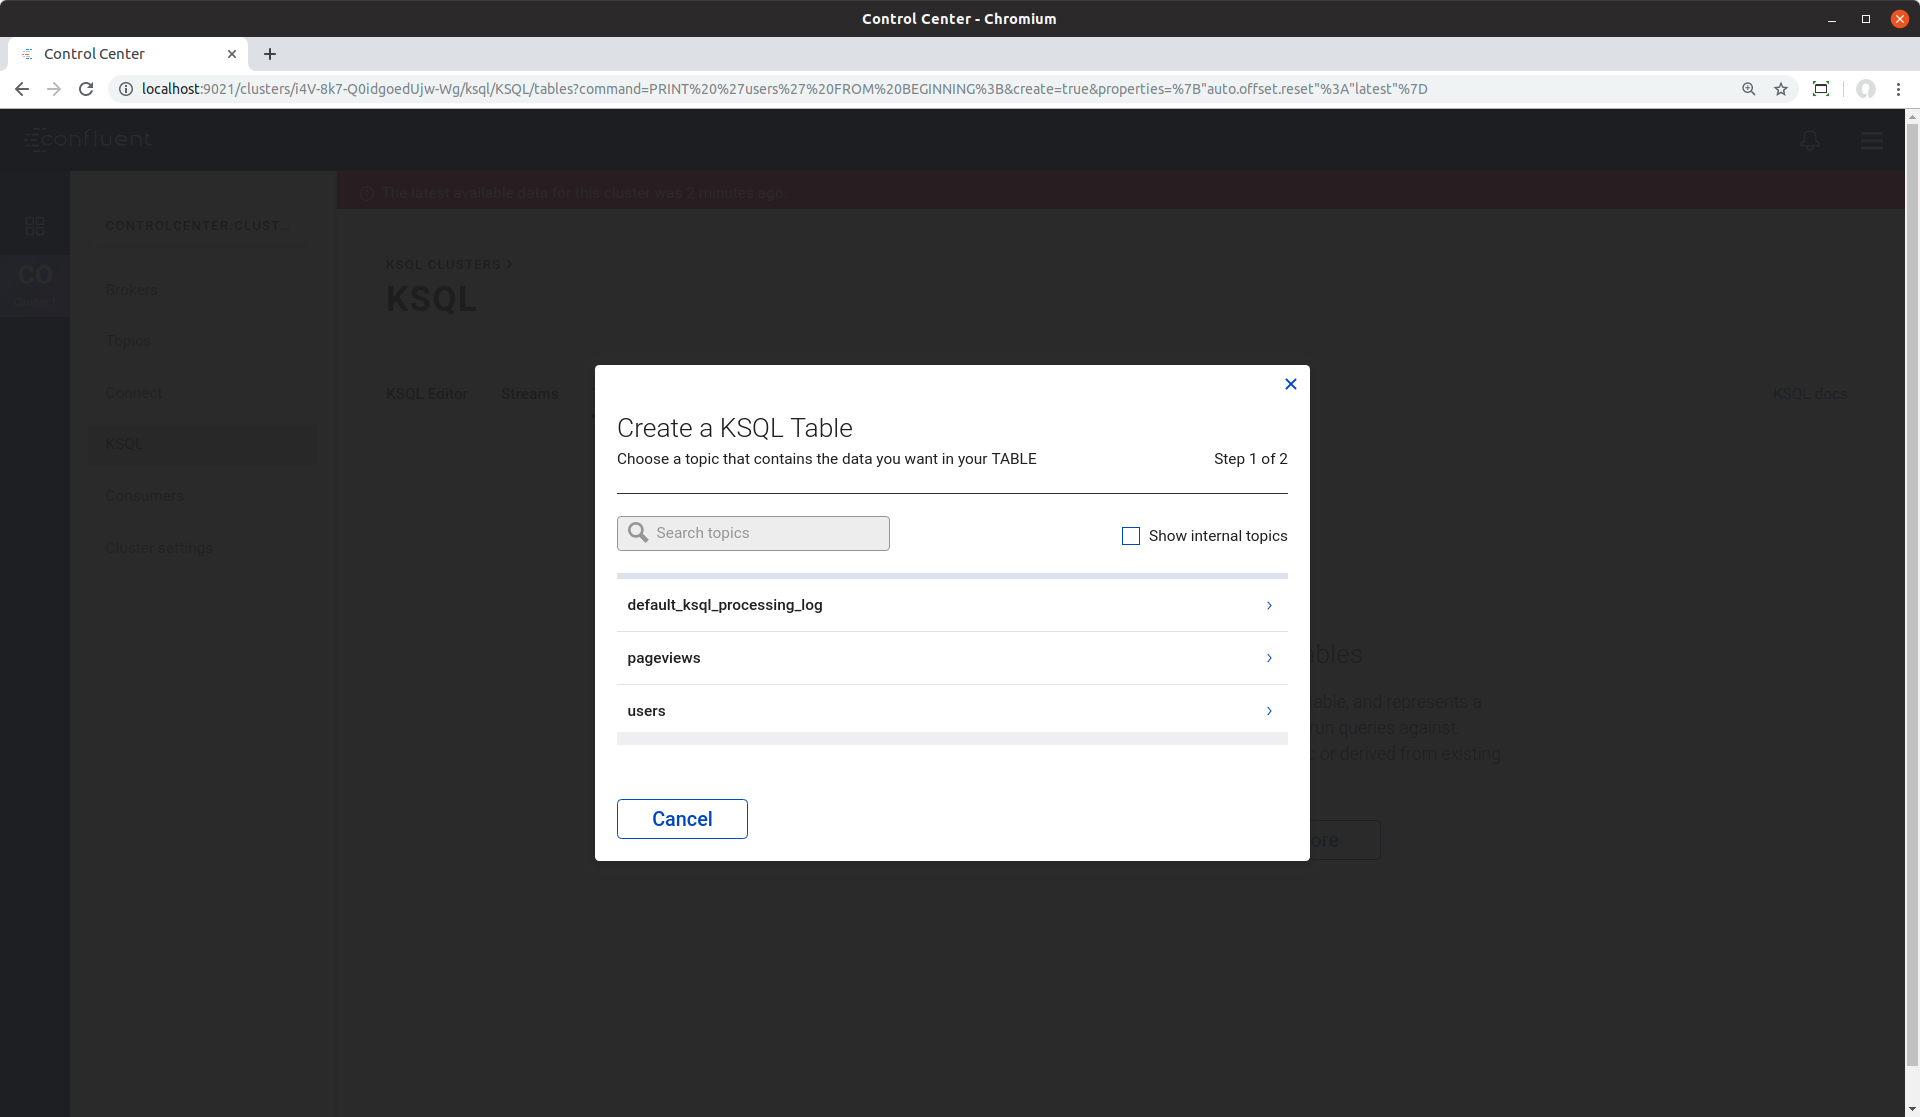 Control Center - Chromium
Control Center
localhost:9021/clusters/i4V-8k7-Q0idgoedUjw-Wg/ksql/KSQL/tables?command=PRINT%20%27users%27%20FROM%20BEGINNING%3B&create=true&properties=%7B"auto.offset.reset"%3A"latest"%7D
confluent
The latest available data for this cluster was 2 minutes ago
CONTROLCENTER.CLUST...
CO
Brokers
Topics
Connect
KSQL
Consumers
Cluster settings
KSQL CLUSTERS >
KSQL
KSQL Editor
Streams
KSQL docs
Create a KSQL Table
Choose a topic that contains the data you want in your TABLE
Step 1 of 2
Search topics
Show internal topics
default_ksql_processing_log
pageviews
users
Cancel
bles
able, and represents a
run queries against
or derived from existing
ore